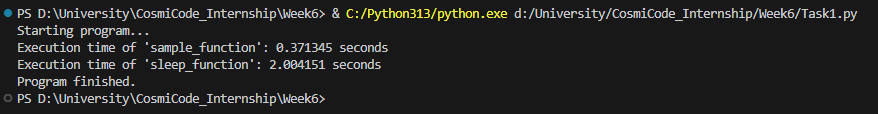 PS D:\University\CosmiCode_Internship\Week6> & C:/Python313/python.exe d:/University/CosmiCode_Internship/Week6/Task1.py
Starting program...
Execution time of 'sample_function': 0.371345 seconds
Execution time of 'sleep_function': 2.004151 seconds
Program finished.
PS D:\University\CosmiCode_Internship\Week6>